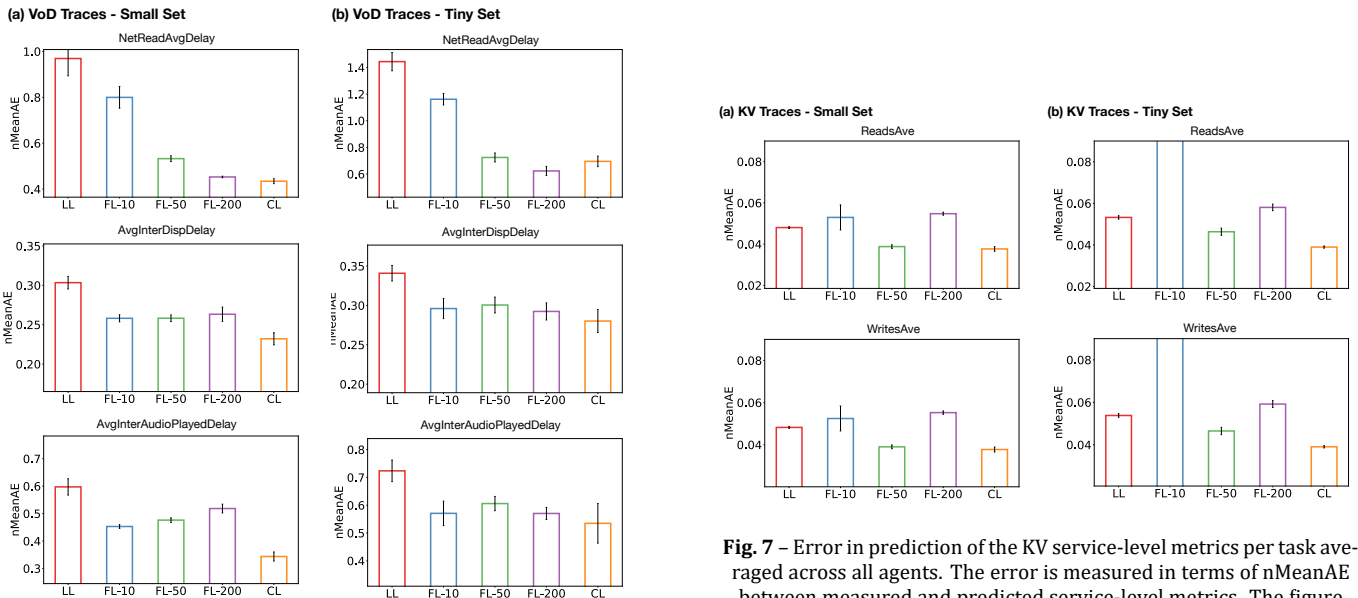 (a) VoD Traces - Small Set
NetReadAvgDelay
nMeanAE
1.0
0.8
0.6
0.4
LL FL-10 FL-50 FL-200 CL
AvgInterDispDelay
nMeanAE
0.35
0.30
0.25
0.20
LL FL-10 FL-50 FL-200 CL
AvgInterAudioPlayedDelay
nMeanAE
0.7
0.6
0.5
0.4
0.3
LL FL-10 FL-50 FL-200 CL
(b) VoD Traces - Tiny Set
NetReadAvgDelay
nMeanAE
1.4
1.2
1.0
0.8
0.6
LL FL-10 FL-50 FL-200 CL
AvgInterDispDelay
nMeanAE
0.35
0.30
0.25
0.20
LL FL-10 FL-50 FL-200 CL
AvgInterAudioPlayedDelay
nMeanAE
0.8
0.7
0.6
0.5
0.4
LL FL-10 FL-50 FL-200 CL
(a) KV Traces - Small Set
ReadsAve
nMeanAE
0.08
0.06
0.04
0.02
LL FL-10 FL-50 FL-200 CL
WritesAve
nMeanAE
0.08
0.06
0.04
LL FL-10 FL-50 FL-200 CL
(b) KV Traces - Tiny Set
ReadsAve
nMeanAE
0.08
0.06
0.04
0.02
LL FL-10 FL-50 FL-200 CL
WritesAve
nMeanAE
0.08
0.06
0.04
LL FL-10 FL-50 FL-200 CL
Fig. 7 – Error in prediction of the KV service-level metrics per task ave-
raged across all agents. The error is measured in terms of nMeanAE
between measured and predicted service-level metrics. The figure